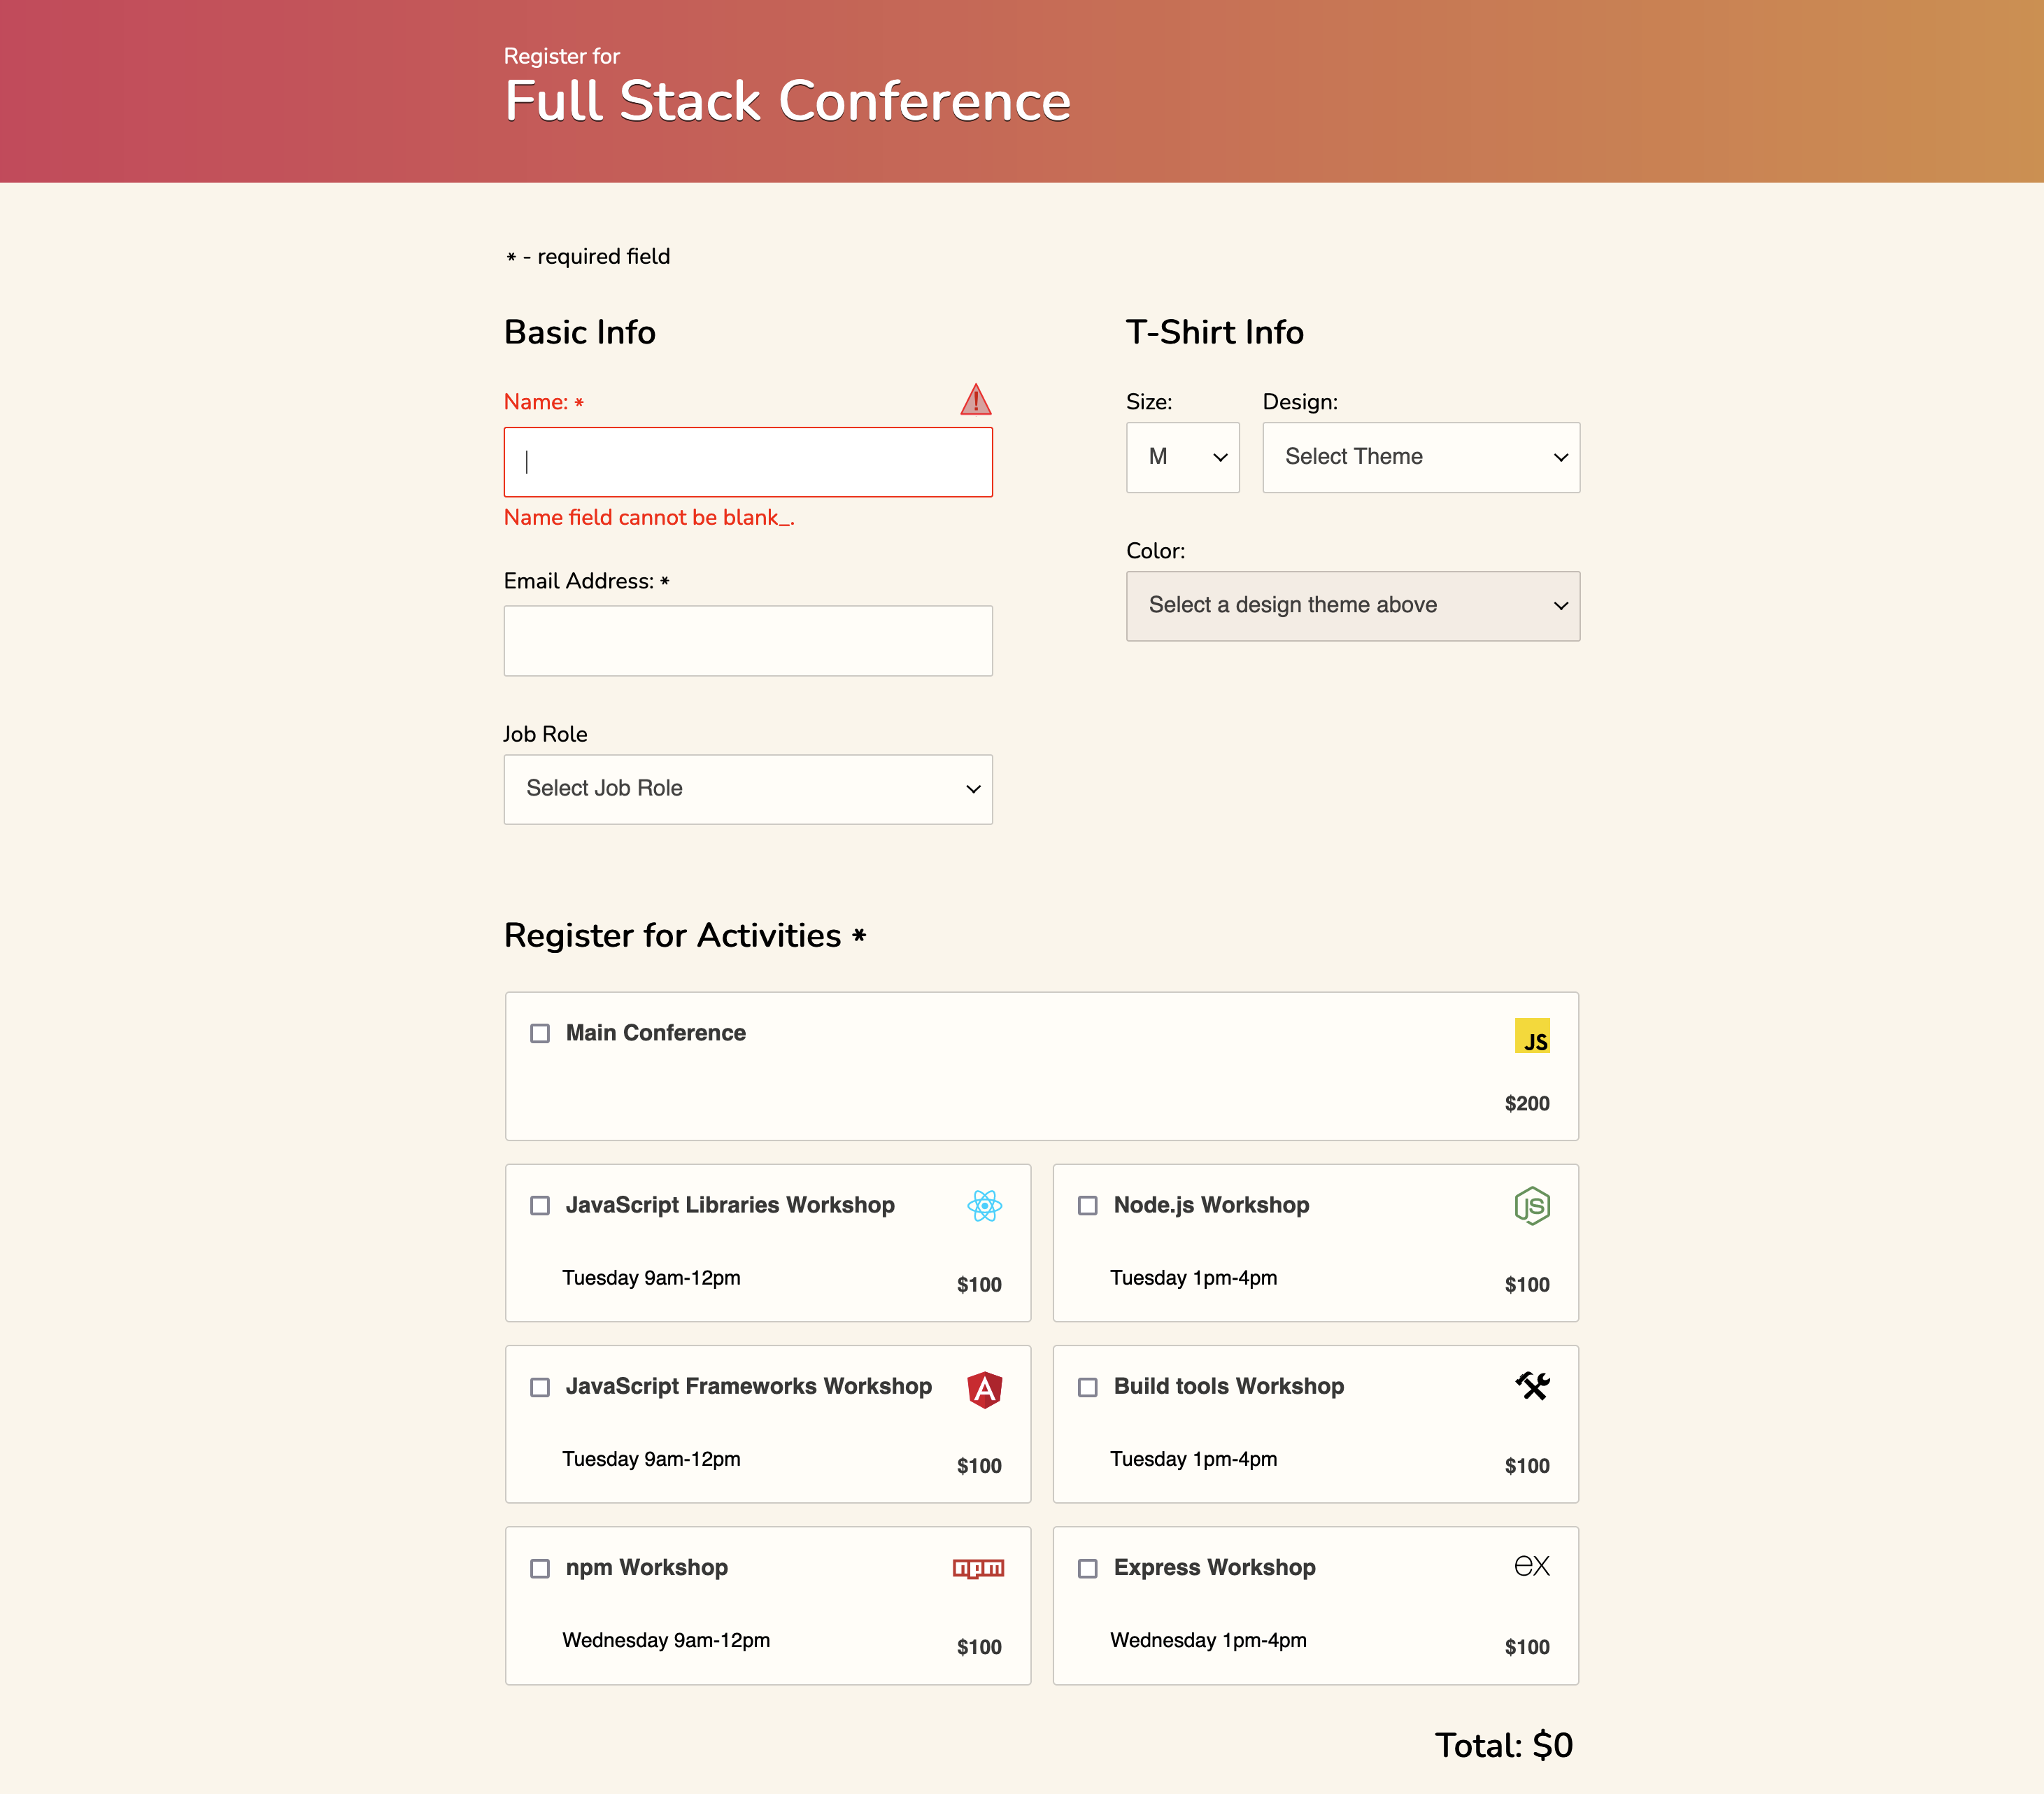 Register for
Full Stack Conference
* - required field
Basic Info
Name: *
Name field cannot be blank_.
Email Address: *
Job Role
Select Job Role
T-Shirt Info
Size:
M
Design:
Select Theme
Color:
Select a design theme above
Register for Activities *
Main Conference
JS
$200
JavaScript Libraries Workshop
Tuesday 9am-12pm
$100
Node.js Workshop
JS
Tuesday 1pm-4pm
$100
JavaScript Frameworks Workshop
A
Tuesday 9am-12pm
$100
Build tools Workshop
Tuesday 1pm-4pm
$100
npm Workshop
npm
Wednesday 9am-12pm
$100
Express Workshop
ex
Wednesday 1pm-4pm
$100
Total: $0